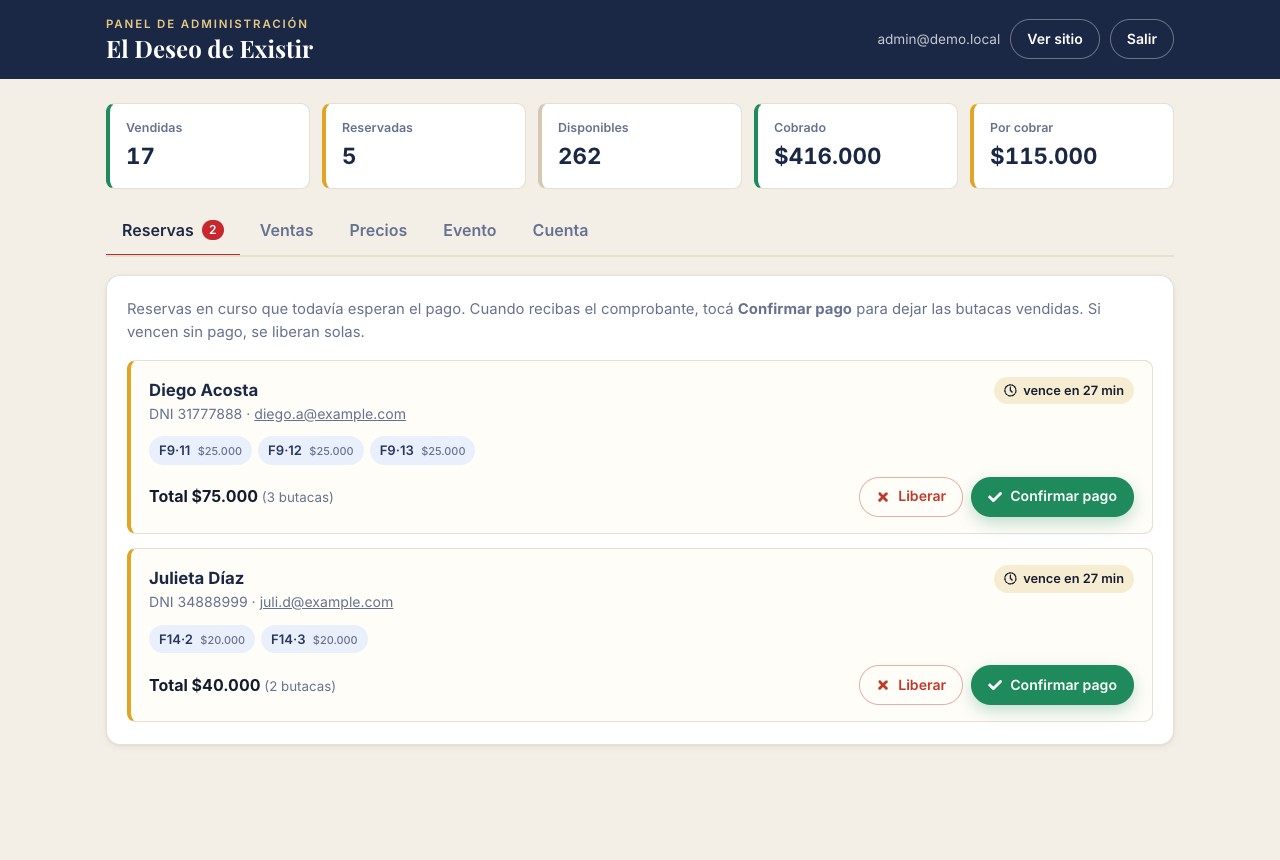 PANEL DE ADMINISTRACIÓN
El Deseo de Existir
admin@demo.local
Ver sitio
Salir
Vendidas
17
Reservadas
5
Disponibles
262
Cobrado
$416.000
Por cobrar
$115.000
Reservas 2
Ventas
Precios
Evento
Cuenta
Reservas en curso que todavía esperan el pago. Cuando recibas el comprobante, tocá Confirmar pago para dejar las butacas vendidas. Si
vencen sin pago, se liberan solas.
Diego Acosta
vence en 27 min
DNI 31777888 · diego.a@example.com
F9·11 $25.000
F9·12 $25.000
F9·13 $25.000
Total $75.000 (3 butacas)
Liberar
Confirmar pago
Julieta Díaz
vence en 27 min
DNI 34888999 · juli.d@example.com
F14·2 $20.000
F14·3 $20.000
Total $40.000 (2 butacas)
Liberar
Confirmar pago